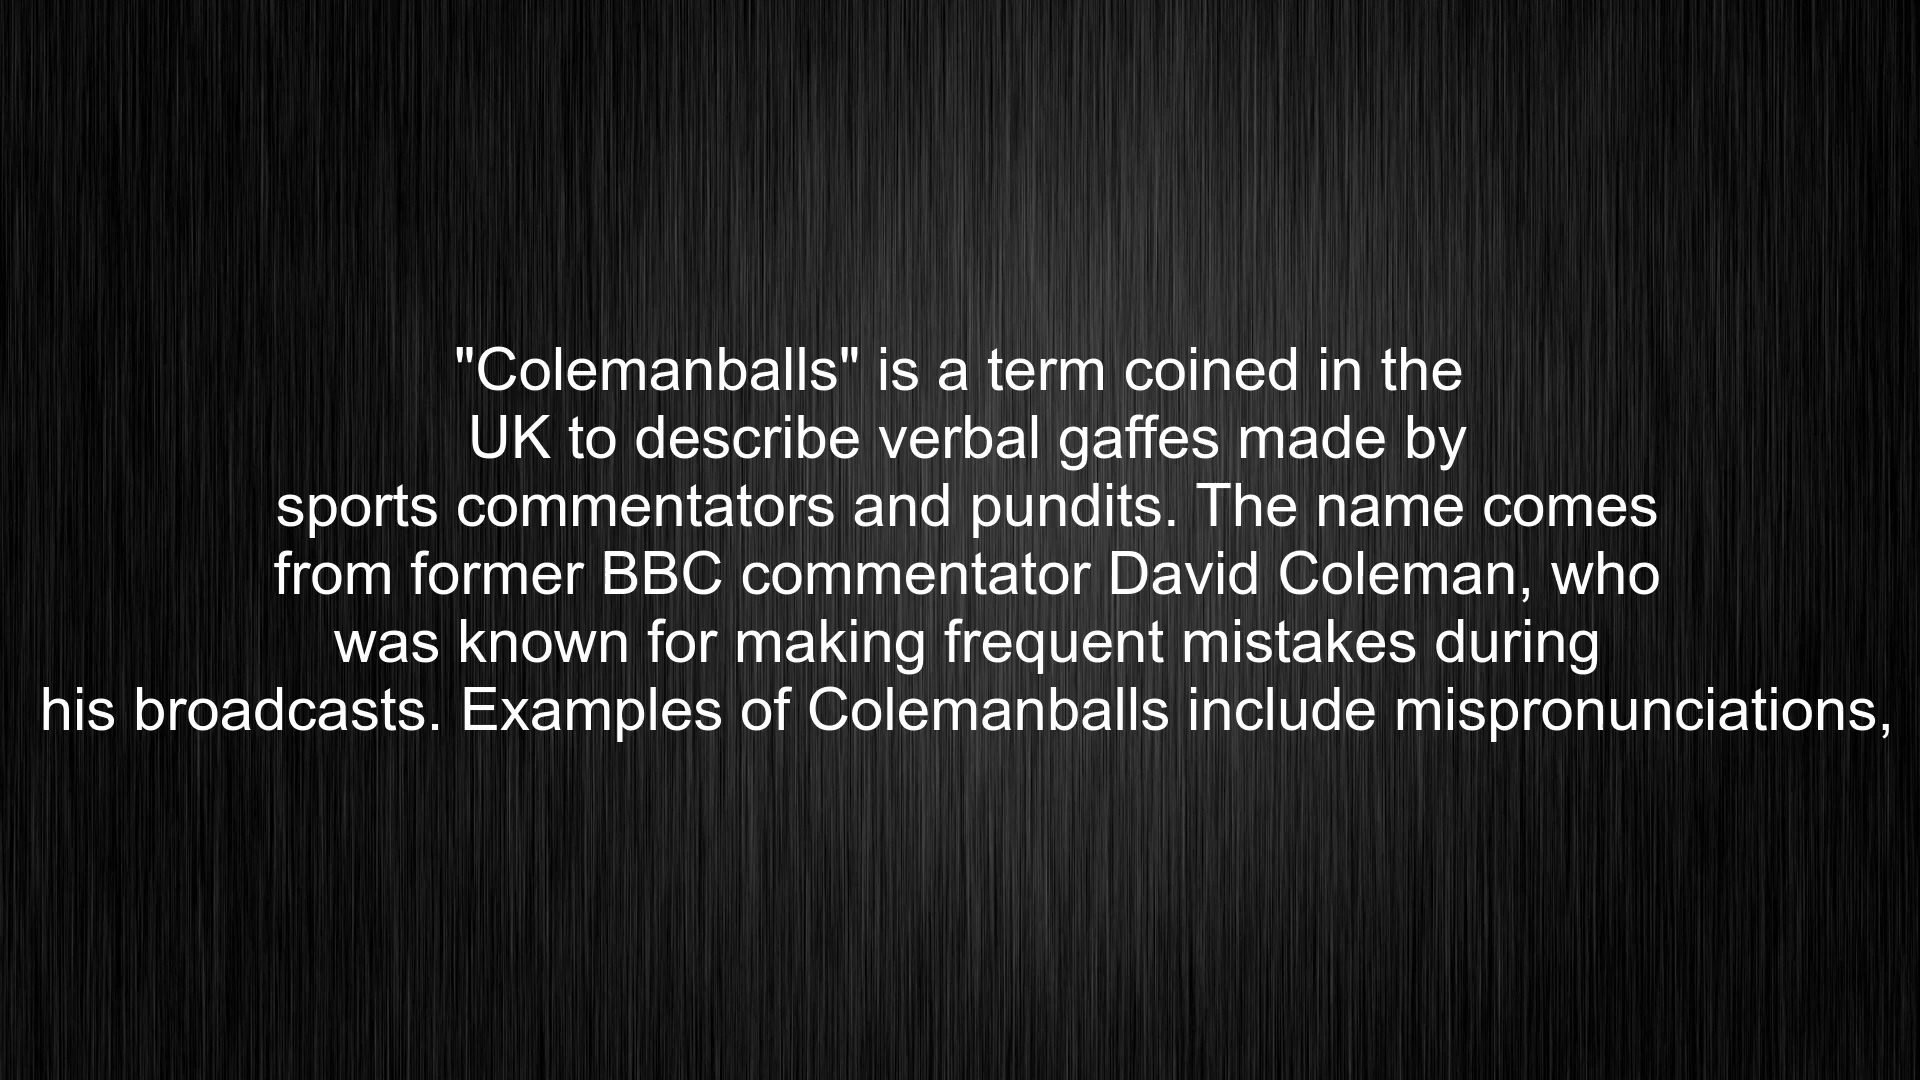 "Colemanballs" is a term coined in the
UK to describe verbal gaffes made by
sports commentators and pundits. The name comes
from former BBC commentator David Coleman, who
was known for making frequent mistakes during
his broadcasts. Examples of Colemanballs include mispronunciations,